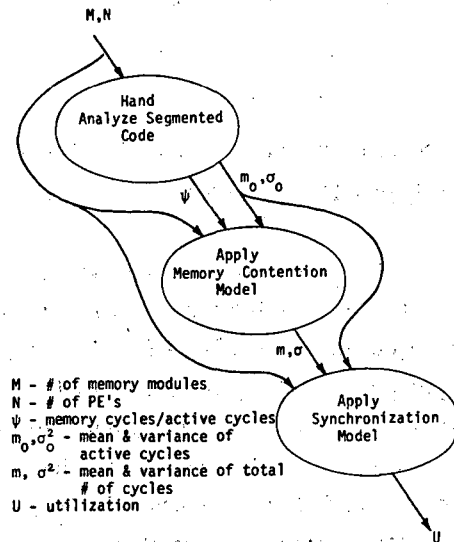 M,N
Hand
Analyze Segmented
Code
ψ
m₀,σ₀
Apply
Memory Contention
Model
m,σ
Apply
Synchronization
Model
U
M - # of memory modules
N - # of PE's
ψ - memory cycles/active cycles
m₀,σ₀² - mean & variance of
active cycles
m, σ² - mean & variance of total
# of cycles
U - utilization